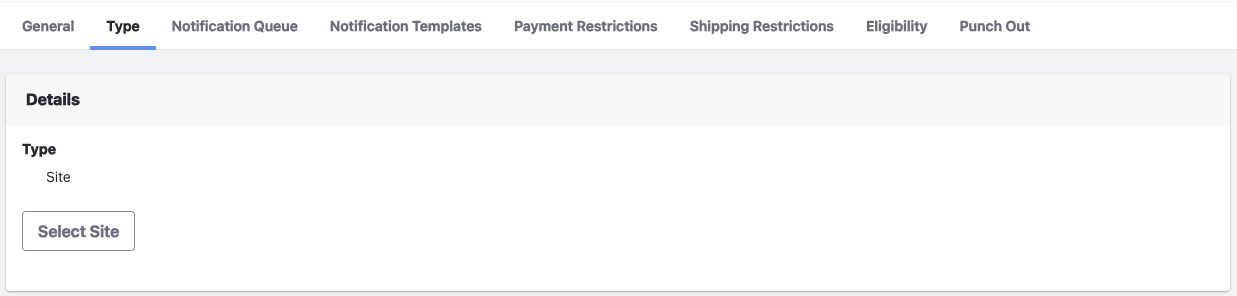 General Type Notification Queue Notification Templates Payment Restrictions Shipping Restrictions Eligibility Punch Out
Details
Type
Site
Select Site